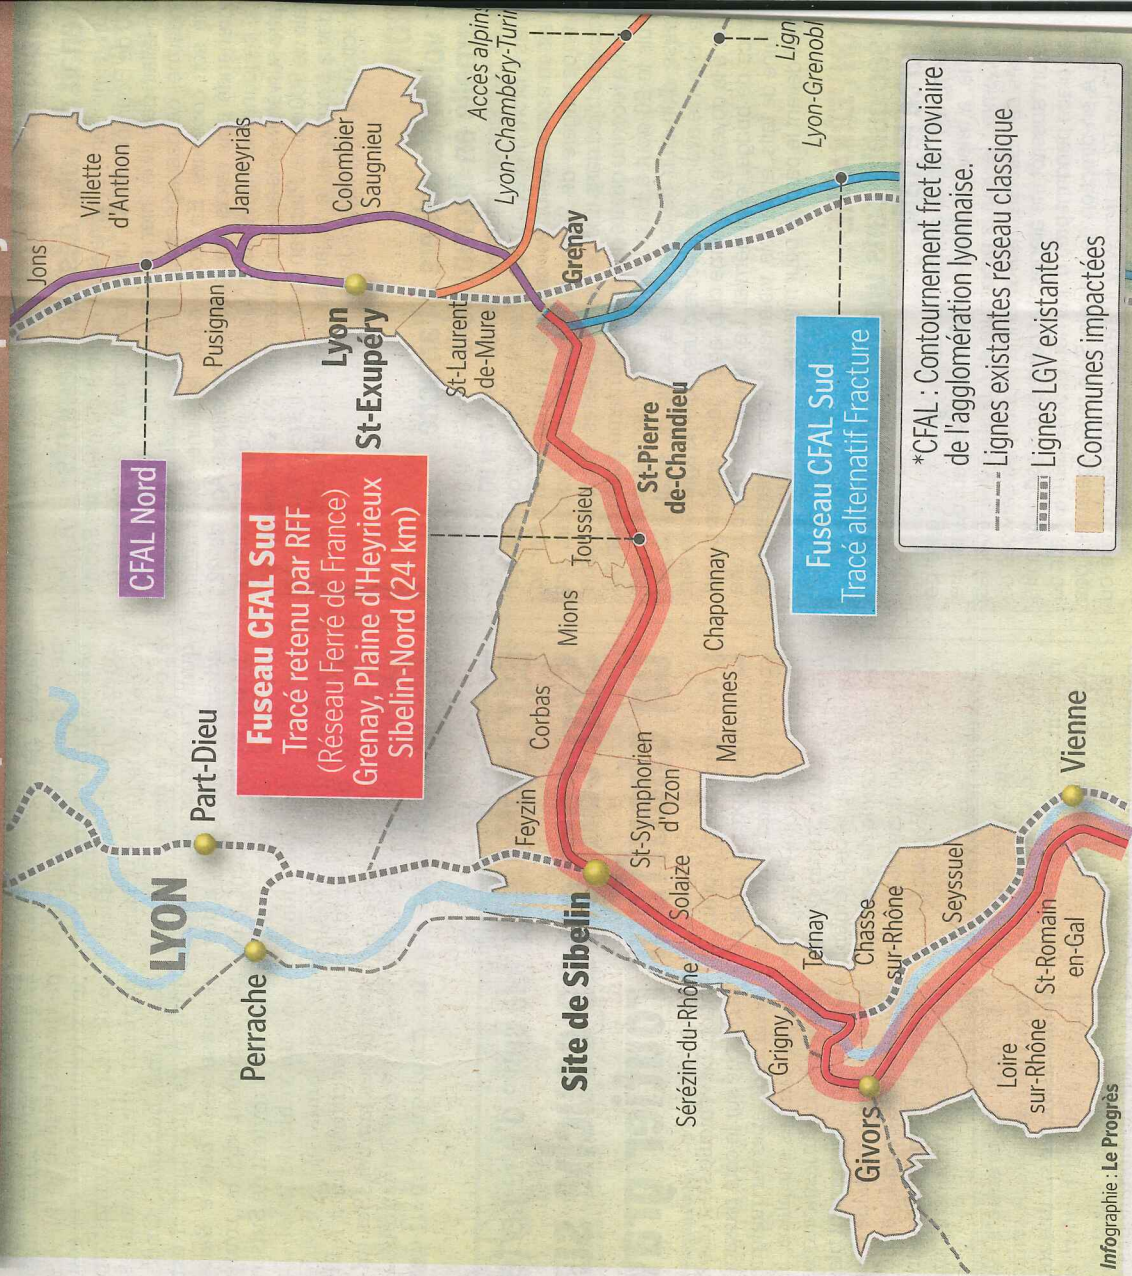 Jons
Villette
d'Anthon
CFAL Nord
LYON
Part-Dieu
Pusignan
Janneyrias
Perrache
Fuseau CFAL Sud
Tracé retenu par RFF
(Réseau Ferré de France)
Grenay, Plaine d'Heyrieux
Sibelin-Nord (24 km)
Lyon
St-Exupéry
Colombier
Saugnieu
St-Laurent
de-Mure
Accès alpins
Lyon-Chambéry-Turin
Feyzin
Corbas
Mions
Toussieu
Grenay
Site de Sibelin
St-Symphorien
d'Ozon
St-Pierre
de-Chandieu
Solaize
Sérézin-du-Rhône
Marennes
Chaponnay
Lign
Lyon-Grenobl
Grigny
Ternay
Fuseau CFAL Sud
Tracé alternatif Fracture
Givors
Chasse
sur-Rhône
Seyssuel
Loire
sur-Rhône
St-Romain
en-Gal
Vienne
*CFAL : Contournement fret ferroviaire
de l'agglomération lyonnaise.
Lignes existantes réseau classique
Lignes LGV existantes
Communes impactées
Infographie : Le Progrès